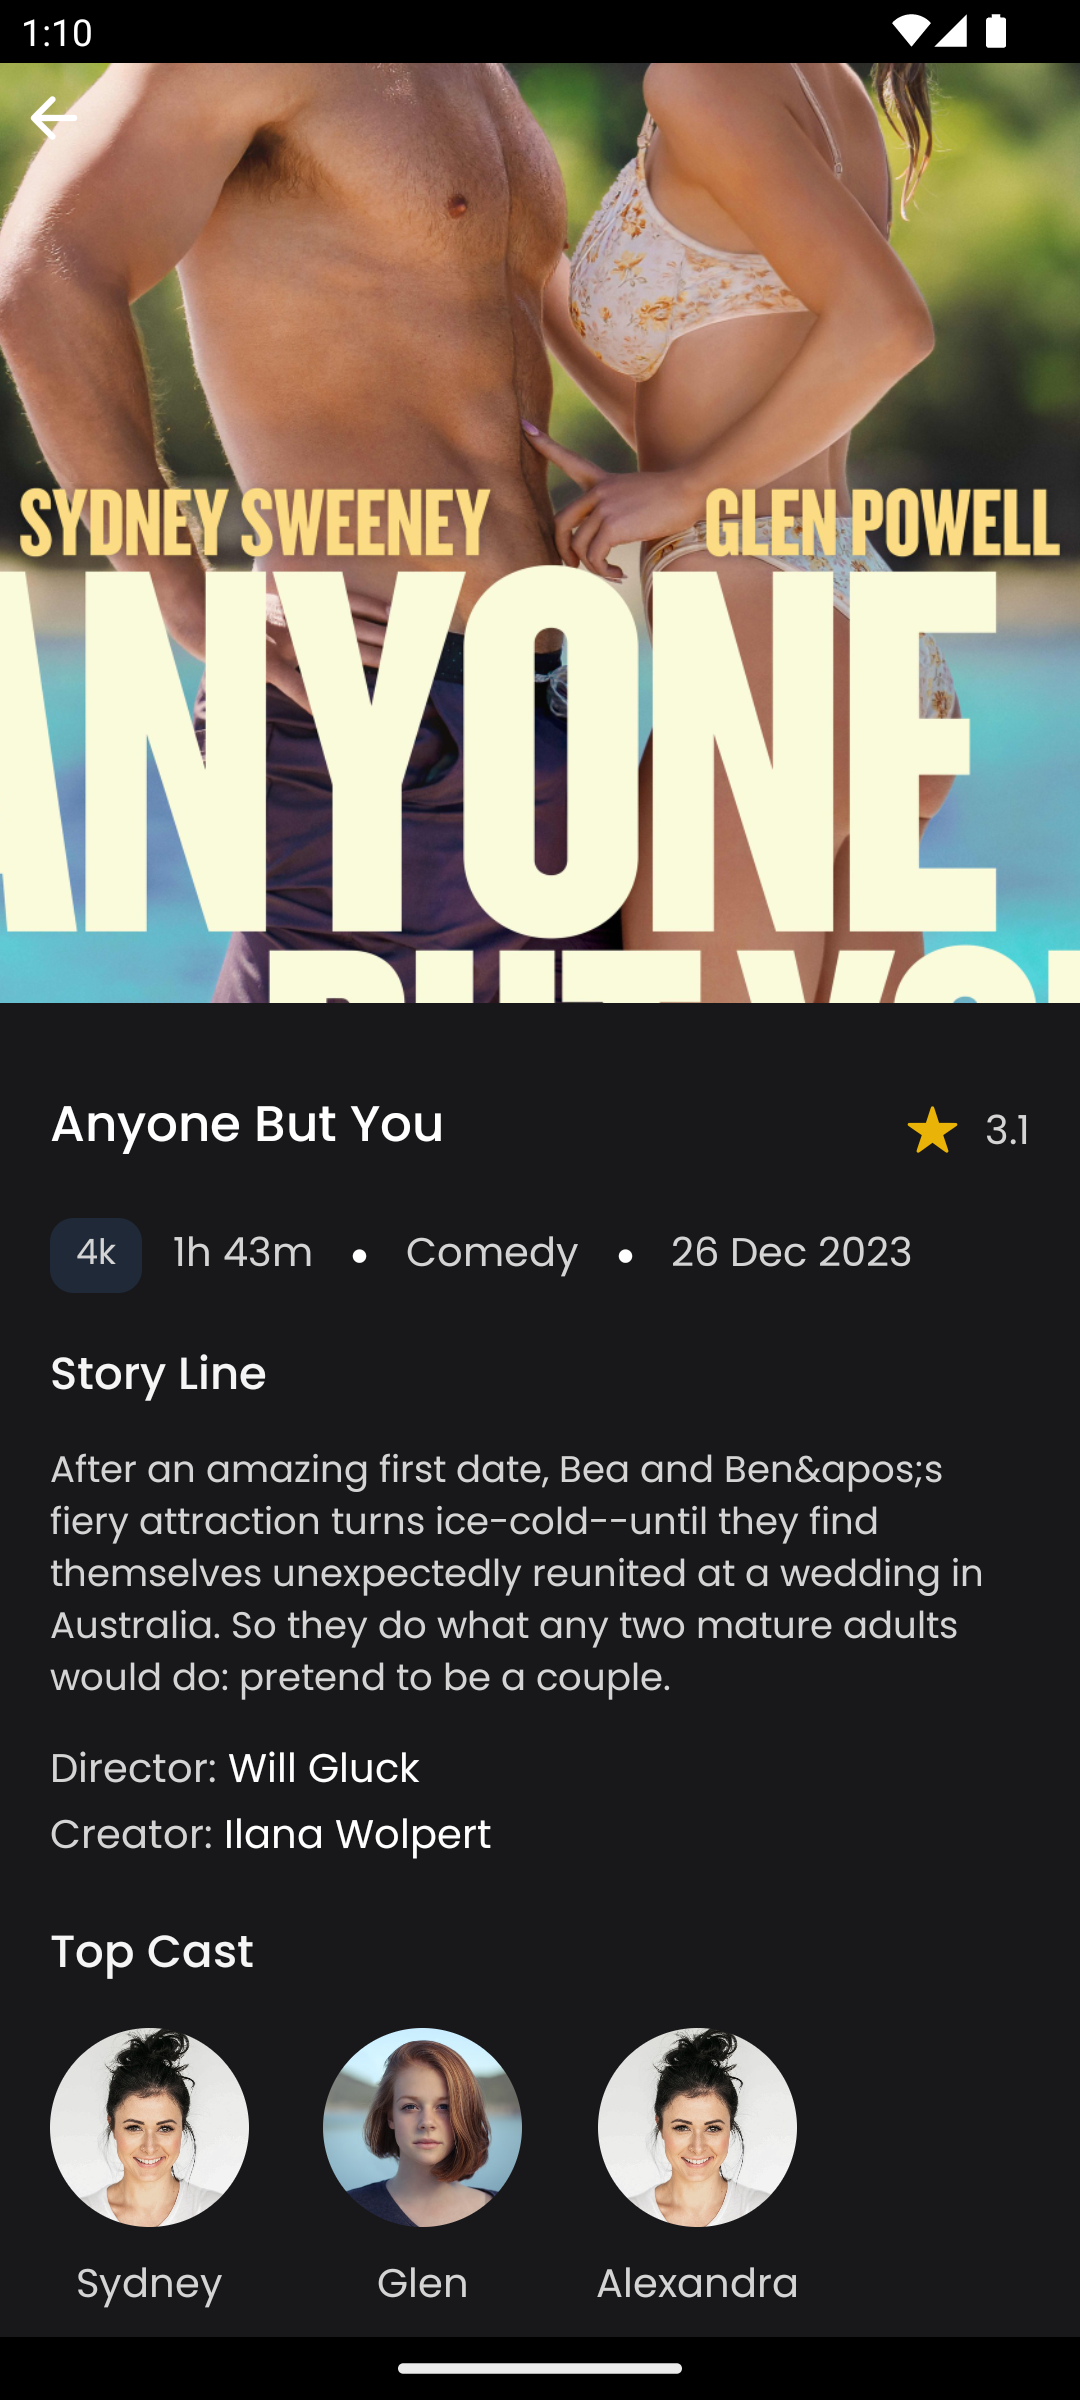 1:10
SYDNEY SWEENEY GLEN POWELL
ANYONE
BUT YOU
Anyone But You
3.1
4k 1h 43m • Comedy • 26 Dec 2023
Story Line
After an amazing first date, Bea and Ben&apos;s
fiery attraction turns ice-cold--until they find
themselves unexpectedly reunited at a wedding in
Australia. So they do what any two mature adults
would do: pretend to be a couple.
Director: Will Gluck
Creator: Ilana Wolpert
Top Cast
Sydney Glen Alexandra